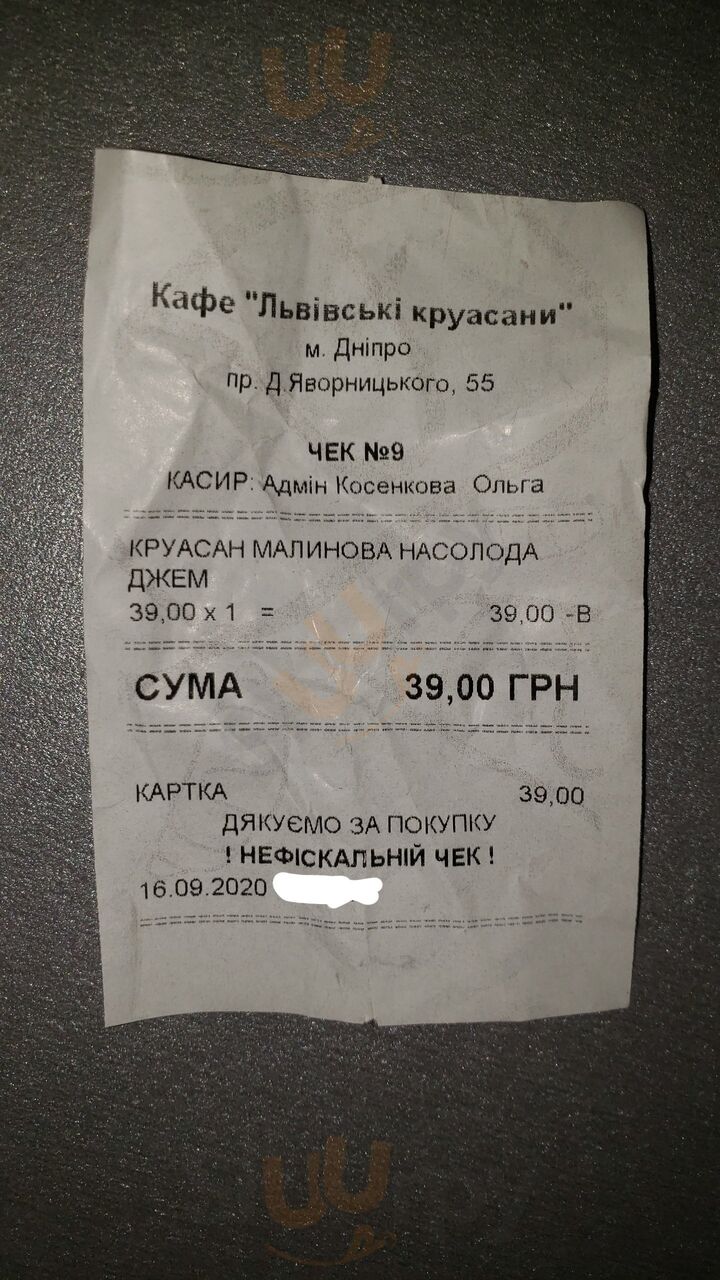 Кафе "Львівські круасани"
м. Дніпро
пр. Д.Яворницького, 55
ЧЕК №9
КАСИР: Адмін Косенкова Ольга
КРУАСАН МАЛИНОВА НАСОЛОДА
ДЖЕМ
39,00 x 1 = 39,00 -В
СУМА 39,00 ГРН
КАРТКА 39,00
ДЯКУЄМО ЗА ПОКУПКУ
! НЕФІСКАЛЬНІЙ ЧЕК !
16.09.2020